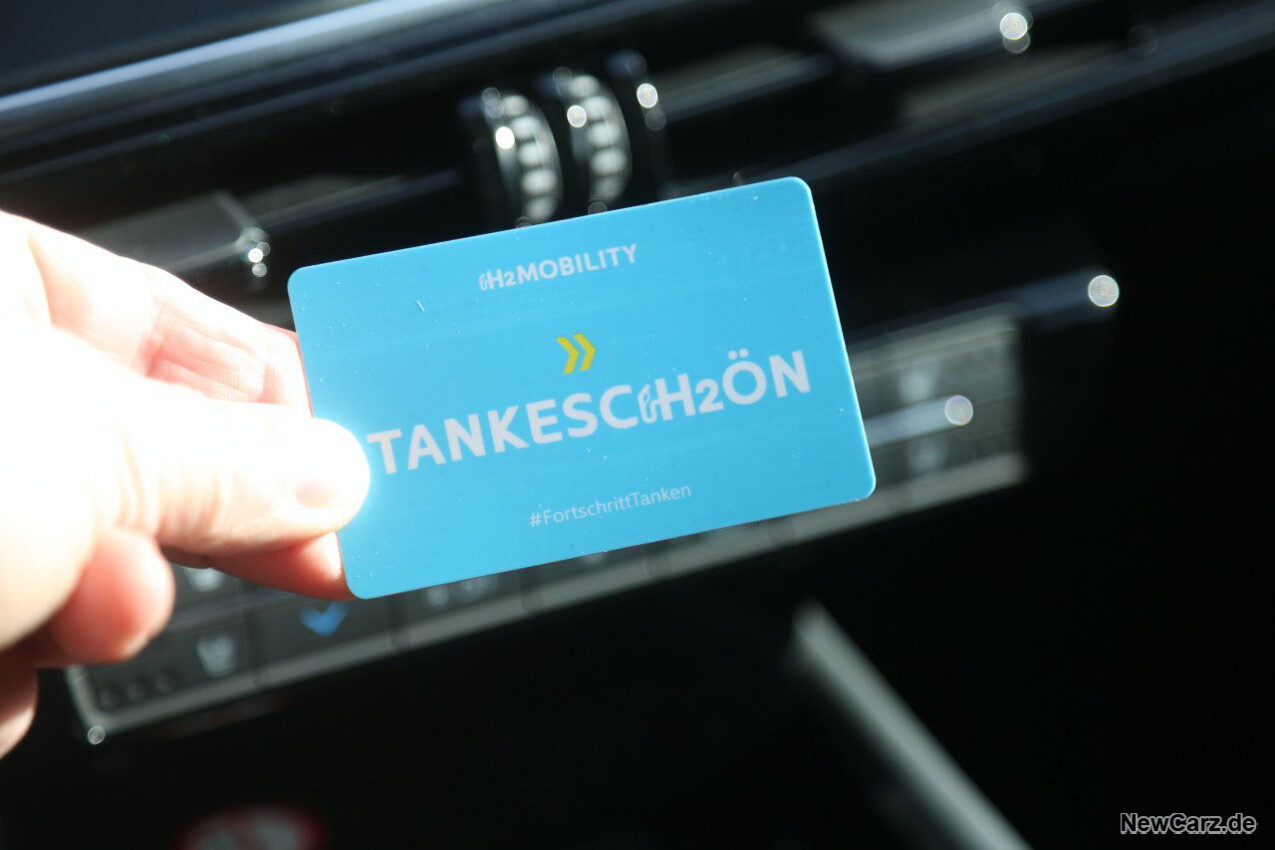 H2MOBILITY
TANKESCH2ÖN
#FortschrittTanken
NewCarz.de